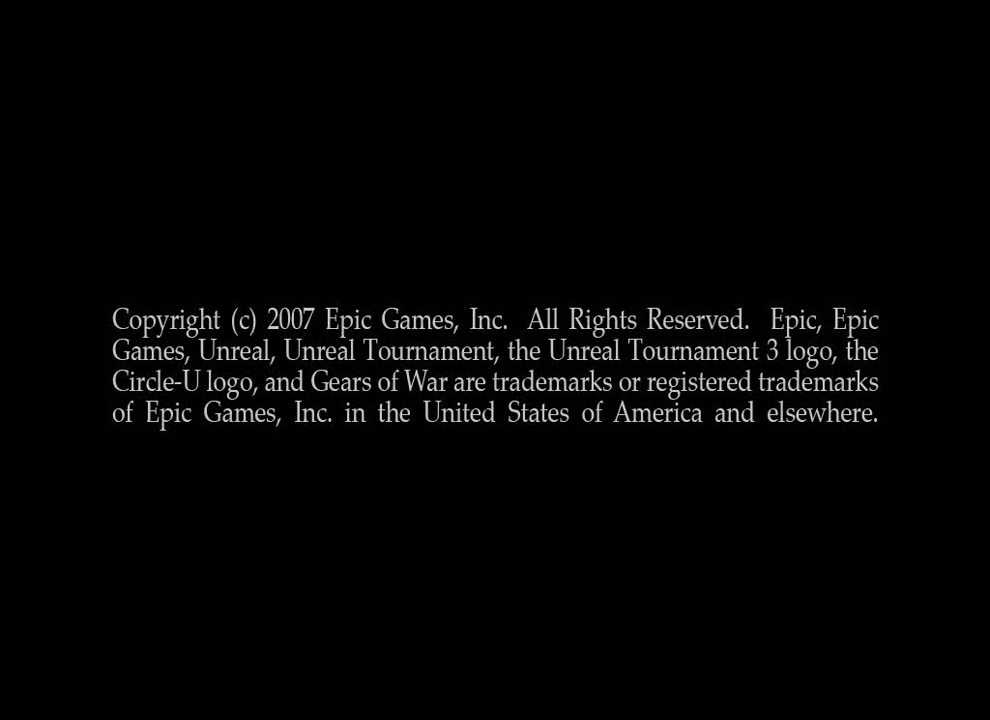 Copyright (c) 2007 Epic Games, Inc.  All Rights Reserved.  Epic, Epic
Games, Unreal, Unreal Tournament, the Unreal Tournament 3 logo, the
Circle-U logo, and Gears of War are trademarks or registered trademarks
of Epic Games, Inc. in the United States of America and elsewhere.